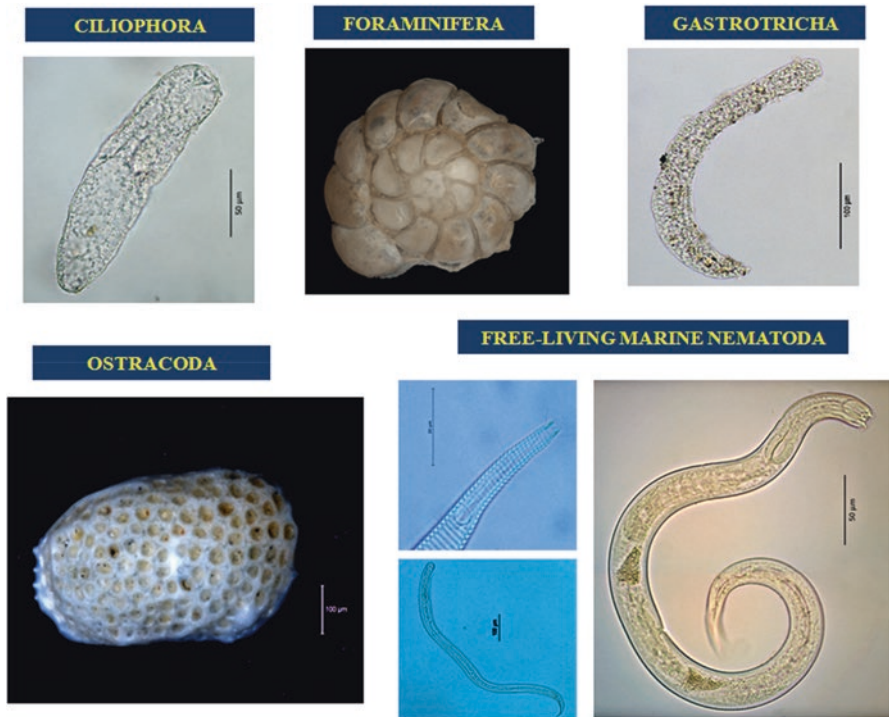 CILIOPHORA
FORAMINIFERA
GASTROTRICHA
50 µm
100 µm
OSTRACODA
FREE-LIVING MARINE NEMATODA
100 µm
50 µm